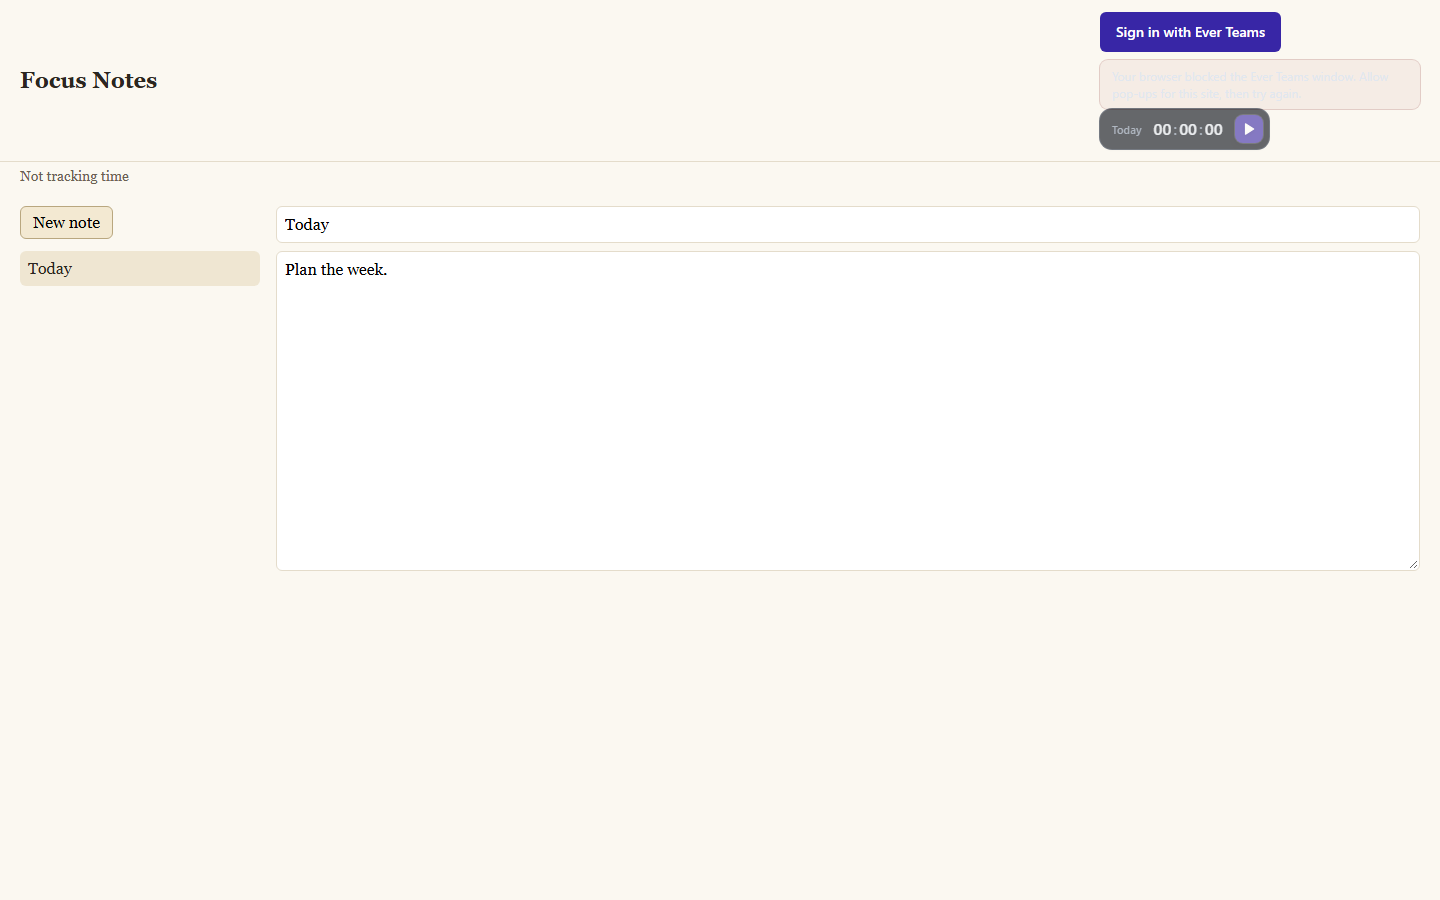 Sign in with Ever Teams
Focus Notes
Your browser blocked the Ever Teams window. Allow
pop-ups for this site, then try again.
Today 00:00:00
Not tracking time
New note
Today
Today
Plan the week.